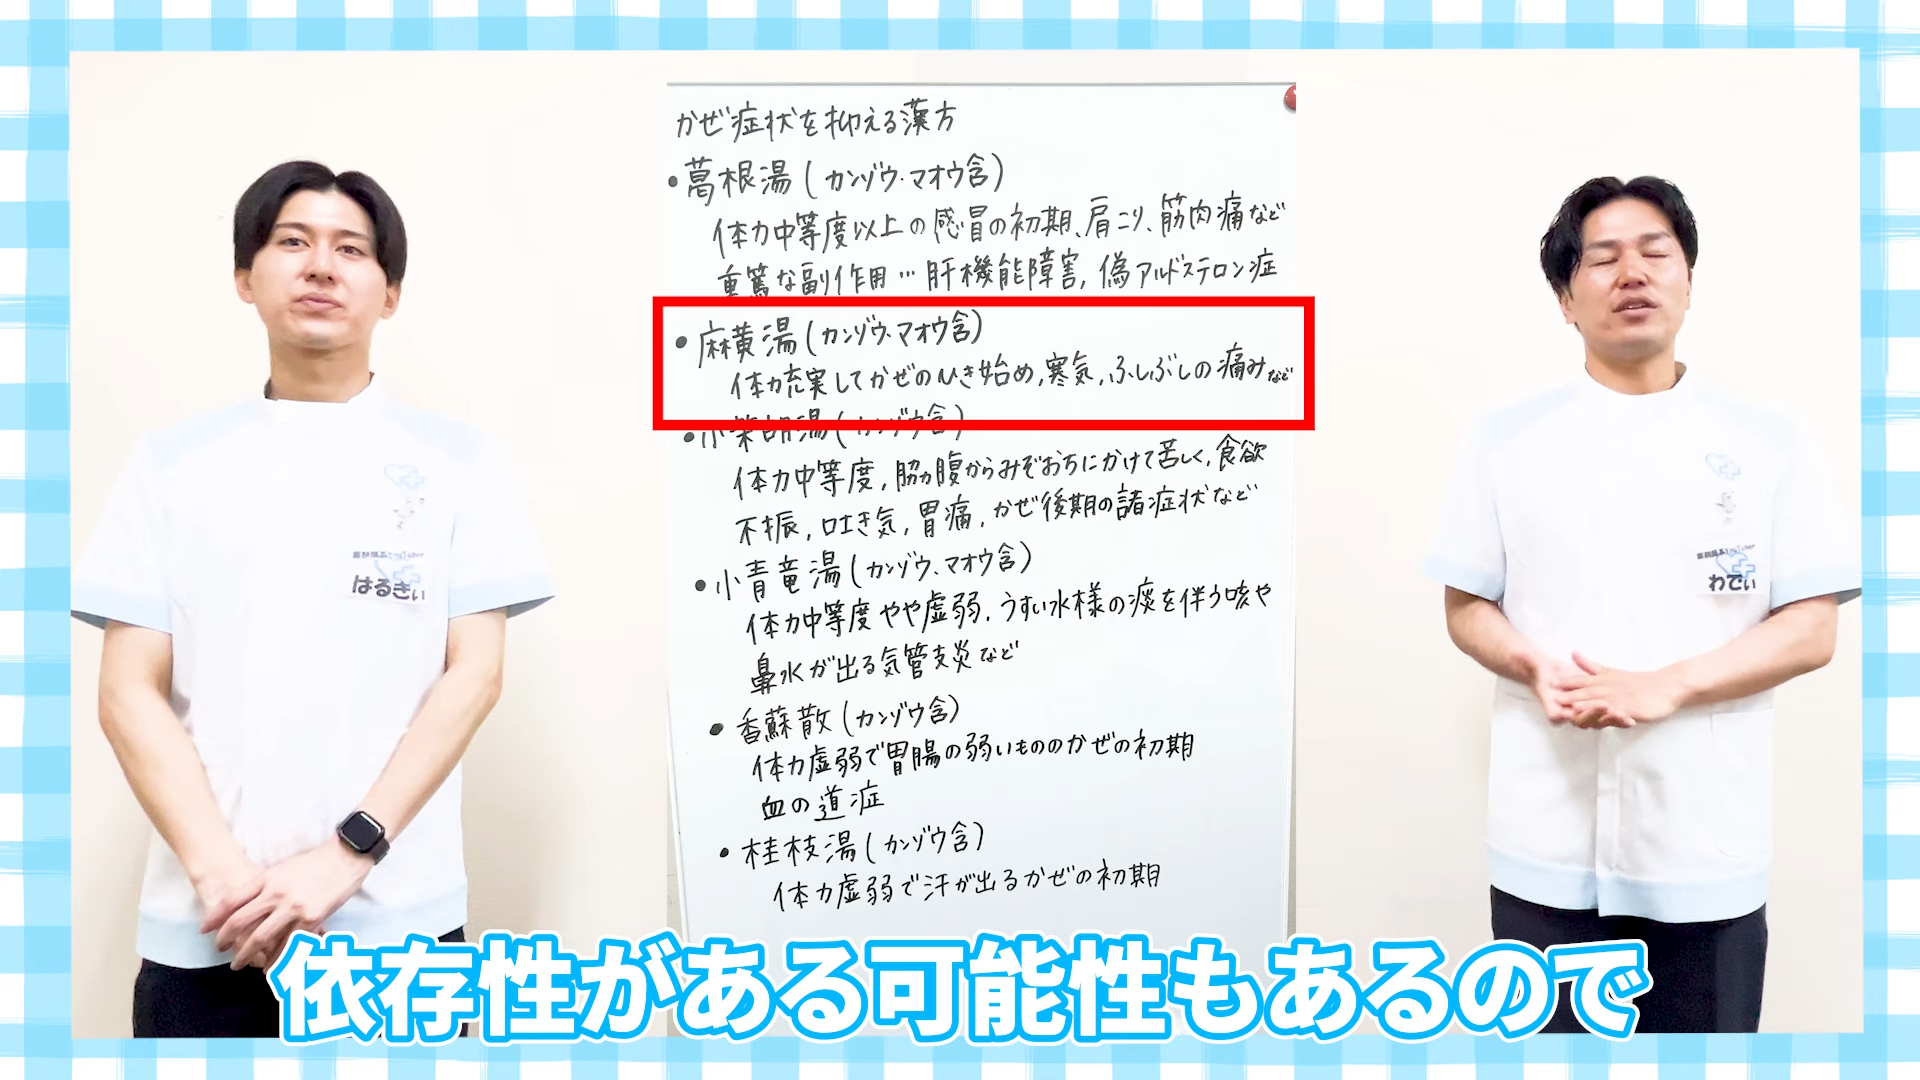 かぜ症状を抑える漢方
•葛根湯(カンゾウ・マオウ含)
体力中等度以上の感冒の初期、肩こり、筋肉痛など
重篤な副作用…肝機能障害,偽アルドステロン症
•麻黄湯(カンゾウ・マオウ含)
体力充実してかぜのひき始め,寒気,ふしぶしの痛みなど
•小柴胡湯(カンゾウ含)
体力中等度,脇腹からみぞおちにかけて苦しく,食欲
不振,吐き気,胃痛,かぜ後期の諸症状など
•小青竜湯(カンゾウ、マオウ含)
体力中等度やや虚弱.うすい水様の痰を伴う咳や
鼻水が出る気管支炎など
•香蘇散(カンゾウ含)
体力虚弱で胃腸の弱いもののかぜの初期
血の道症
•桂枝湯(カンゾウ含)
体力虚弱で汗が出るかぜの初期
はるきぃ
わでぃ
依存性がある可能性もあるので